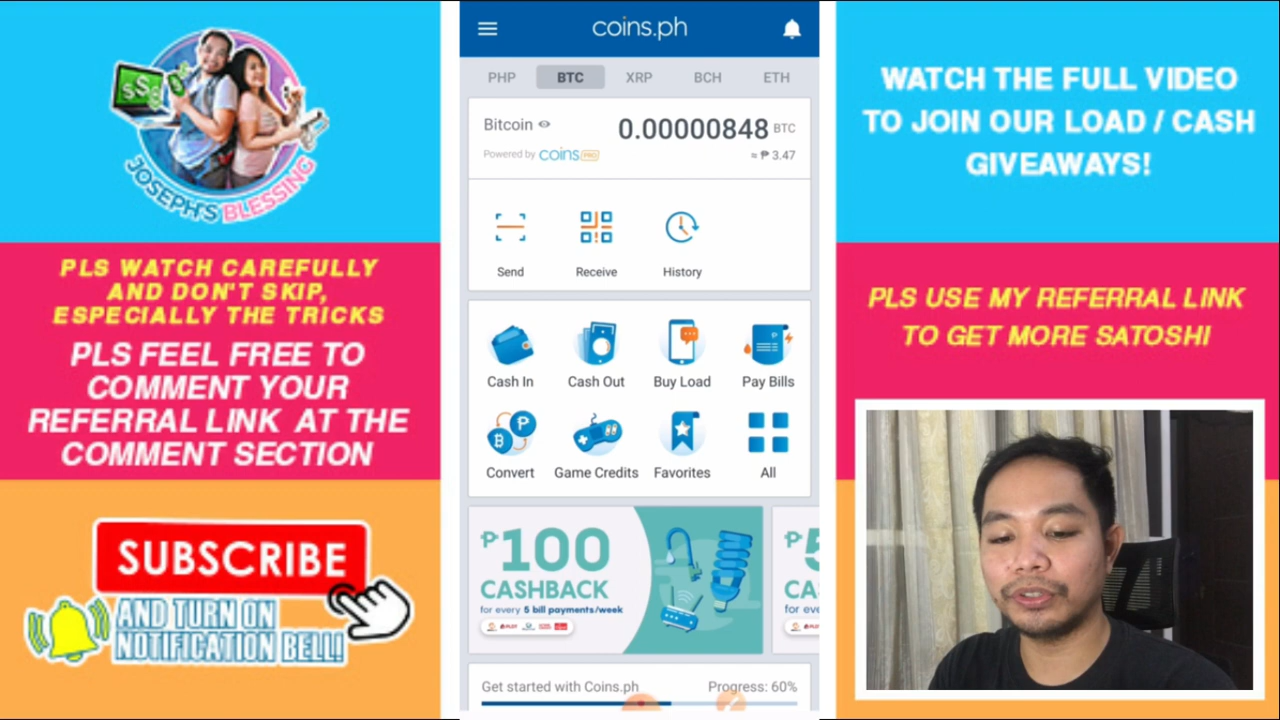 JOSEPH'S BLESSING
PLS WATCH CAREFULLY
AND DON'T SKIP,
ESPECIALLY THE TRICKS
PLS FEEL FREE TO
COMMENT YOUR
REFERRAL LINK AT THE
COMMENT SECTION
SUBSCRIBE
AND TURN ON
NOTIFICATION BELL!
coins.ph
PHP BTC XRP BCH ETH
Bitcoin 0.00000848 BTC
Powered by coins PRO ≈ ₱ 3.47
Send Receive History
Cash In Cash Out Buy Load Pay Bills
Convert Game Credits Favorites All
₱100
CASHBACK
for every 5 bill payments/week
₱5
CA
for eve
Get started with Coins.ph Progress: 60%
WATCH THE FULL VIDEO
TO JOIN OUR LOAD / CASH
GIVEAWAYS!
PLS USE MY REFERRAL LINK
TO GET MORE SATOSHI